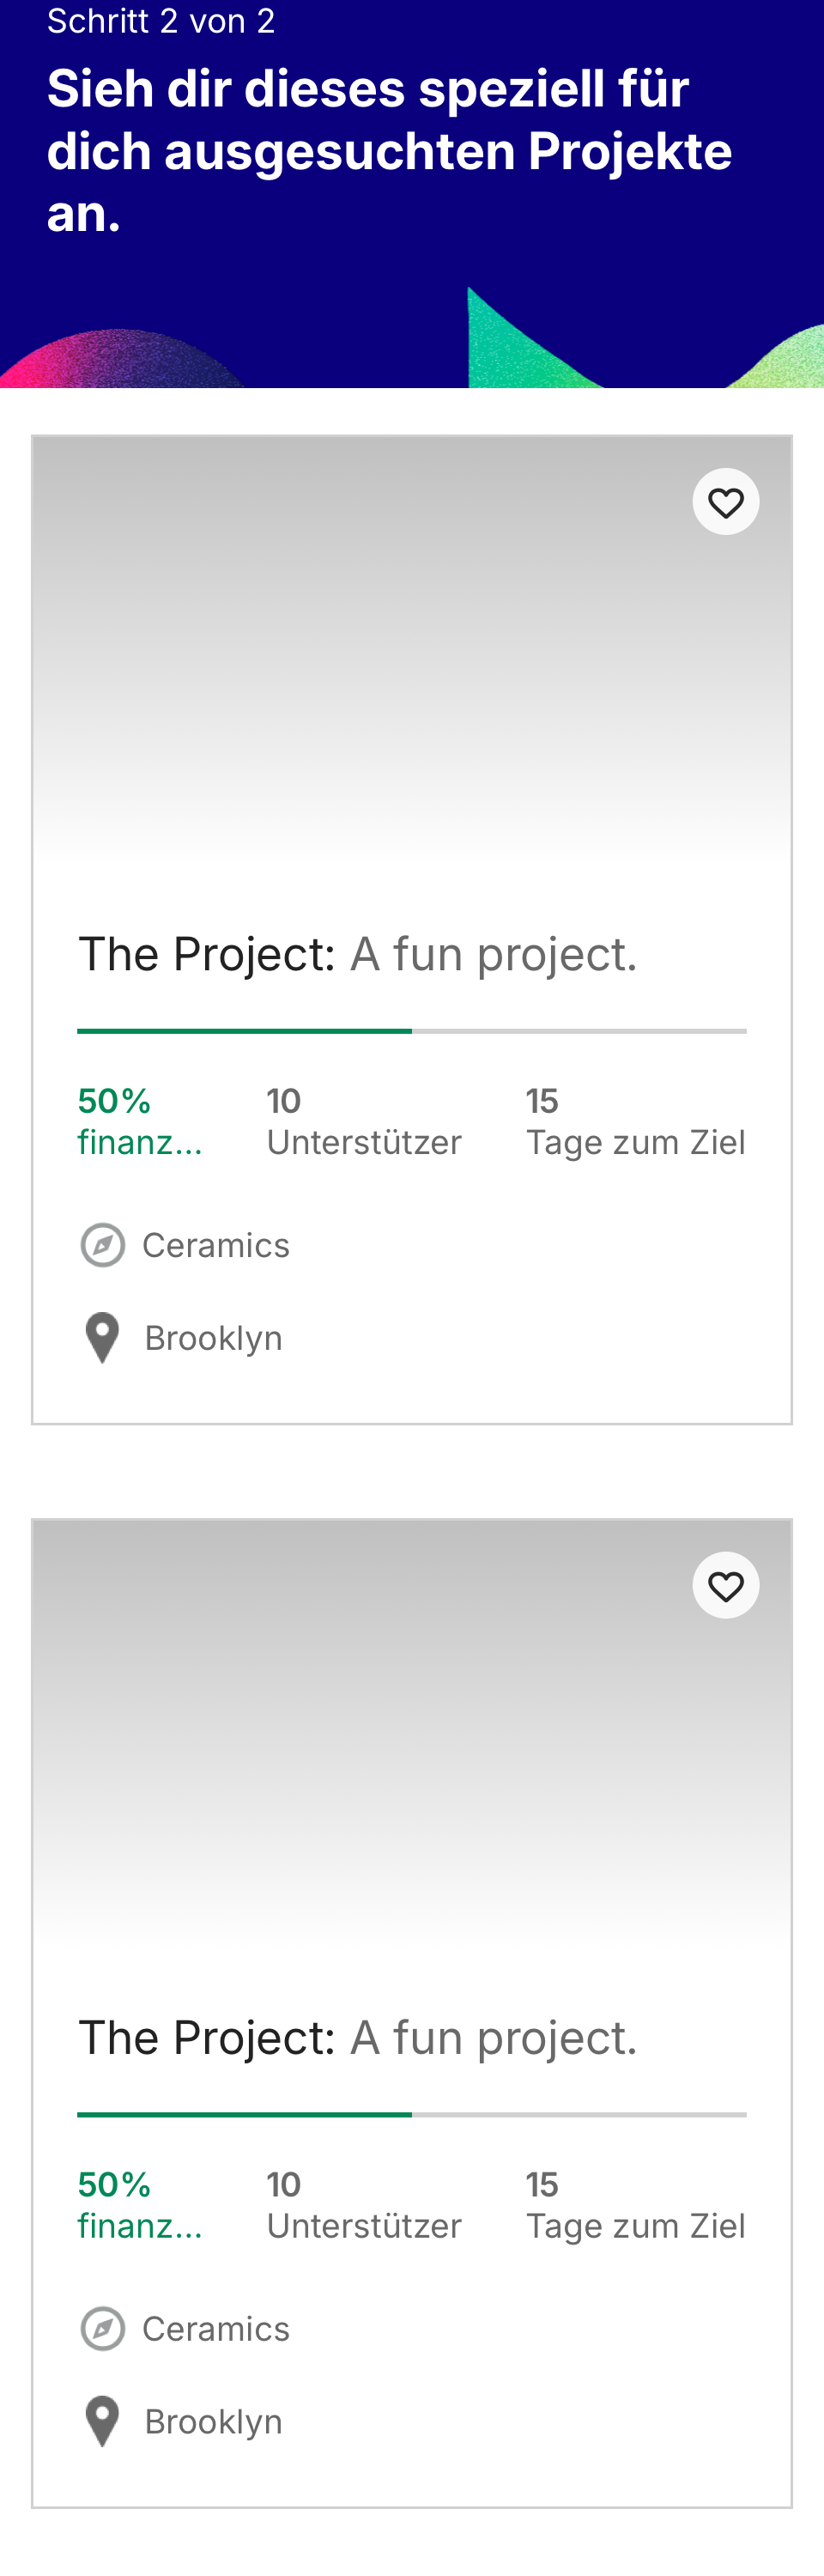 Schritt 2 von 2
Sieh dir dieses speziell für
dich ausgesuchten Projekte
an.
The Project: A fun project.
50%
finanz...
10
Unterstützer
15
Tage zum Ziel
Ceramics
Brooklyn
The Project: A fun project.
50%
finanz...
10
Unterstützer
15
Tage zum Ziel
Ceramics
Brooklyn